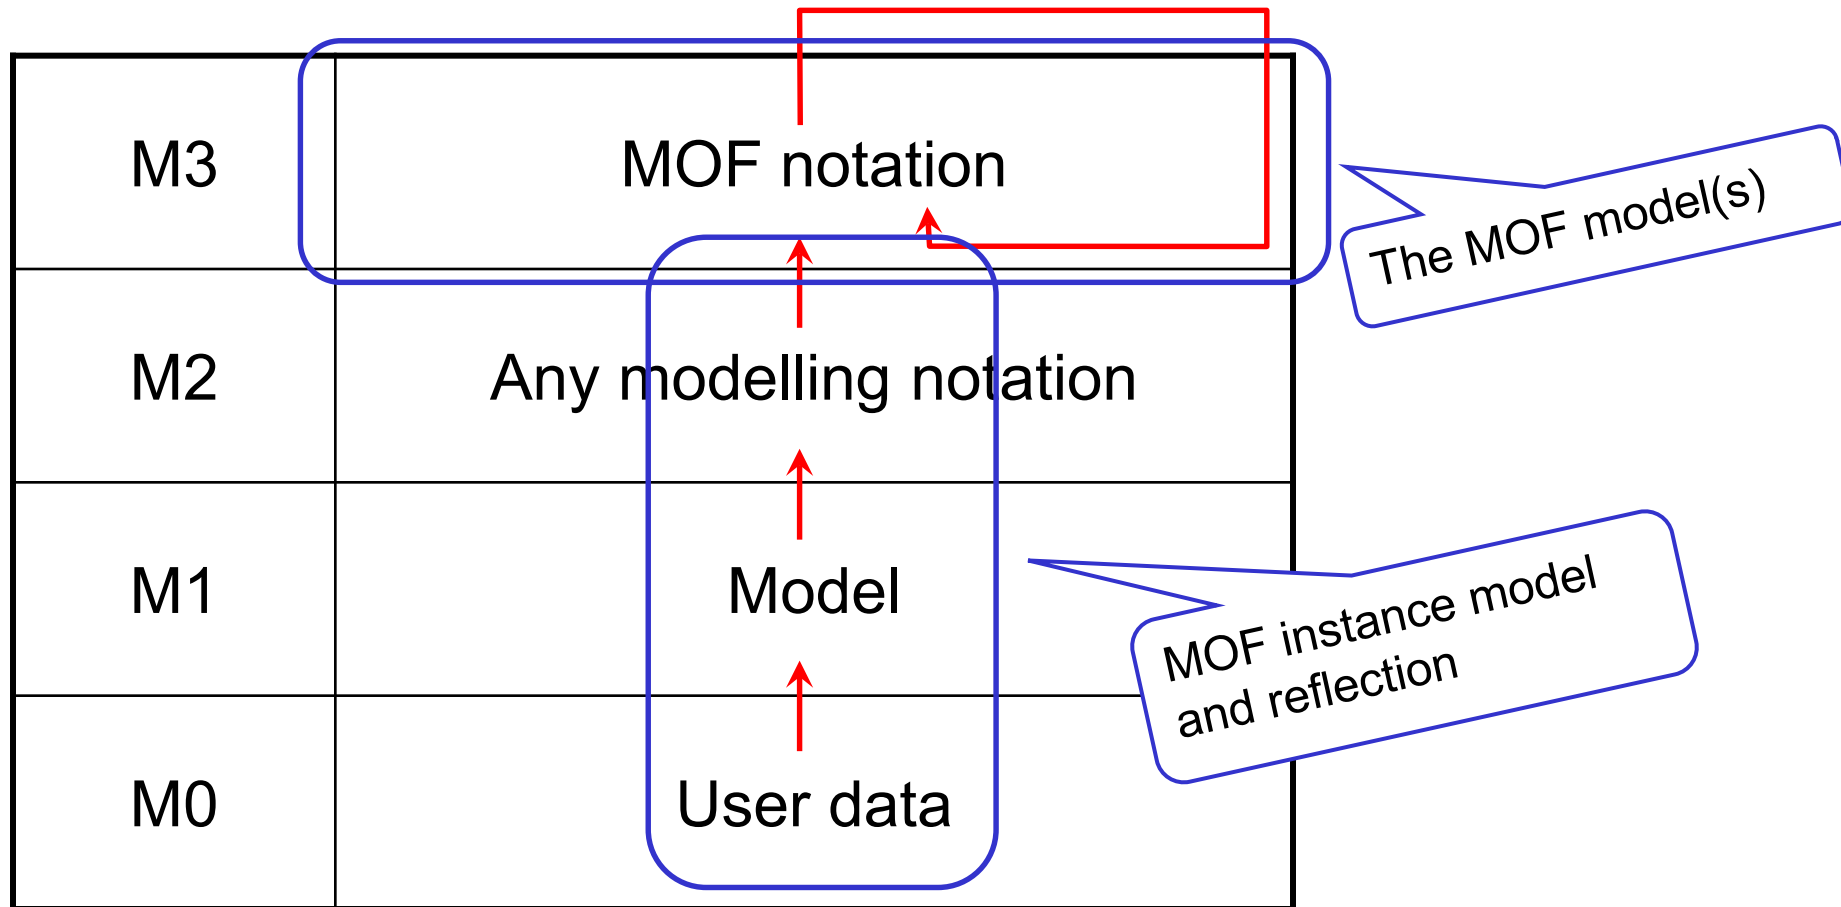 M3
MOF notation
The MOF model(s)
M2
Any modelling notation
M1
Model
MOF instance model
and reflection
M0
User data